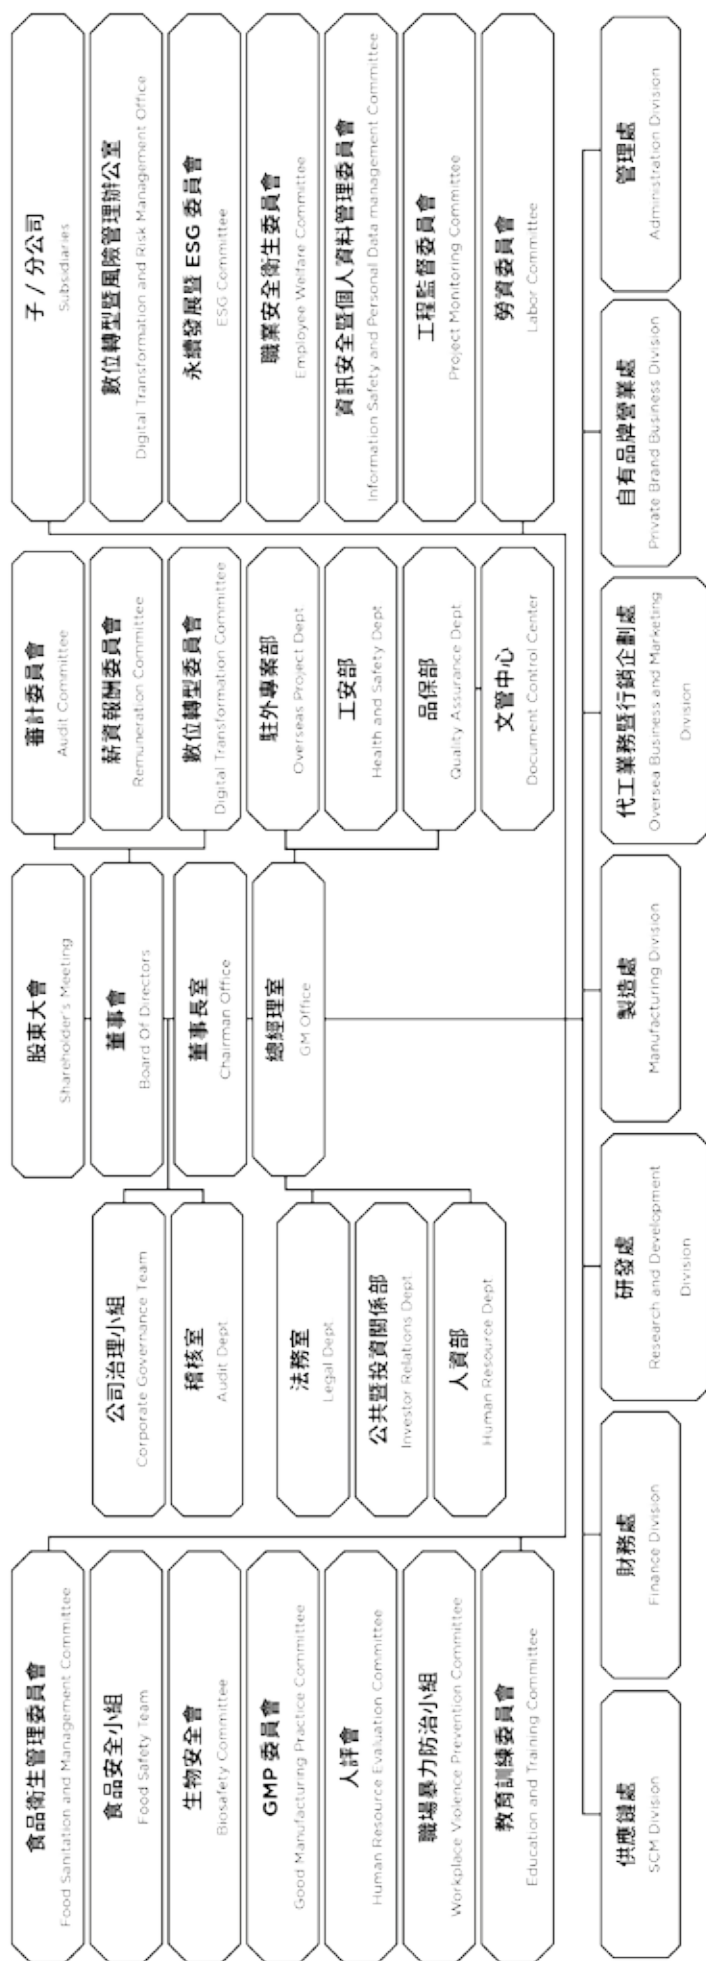 股東大會
Shareholder's Meeting
董事會
Board Of Directors
董事長室
Chairman Office
總經理室
GM Office
審計委員會
Audit Committee
薪資報酬委員會
Remuneration Committee
數位轉型委員會
Digital Transformation Committee
公司治理小組
Corporate Governance Team
稽核室
Audit Dept
法務室
Legal Dept
公共暨投資關係部
Investor Relations Dept
人資部
Human Resource Dept
駐外專案部
Overseas Project Dept
工安部
Health and Safety Dept
品保部
Quality Assurance Dept
文管中心
Document Control Center
食品衛生管理委員會
Food Sanitation and Management Committee
食品安全小組
Food Safety Team
生物安全會
Biosafety Committee
GMP 委員會
Good Manufacturing Practice Committee
人評會
Human Resource Evaluation Committee
職場暴力防治小組
Workplace Violence Prevention Committee
教育訓練委員會
Education and Training Committee
子 / 分公司
Subsidiaries
數位轉型暨風險管理辦公室
Digital Transformation and Risk Management Office
永續發展暨 ESG 委員會
ESG Committee
職業安全衛生委員會
Employee Welfare Committee
資訊安全暨個人資料管理委員會
Information Safety and Personal Data management Committee
工程監督委員會
Project Monitoring Committee
勞資委員會
Labor Committee
供應鏈處
SCM Division
財務處
Finance Division
研發處
Research and Development
Division
製造處
Manufacturing Division
代工業務暨行銷企劃處
Oversea Business and Marketing
Division
自有品牌營業處
Private Brand Business Division
管理處
Administration Division